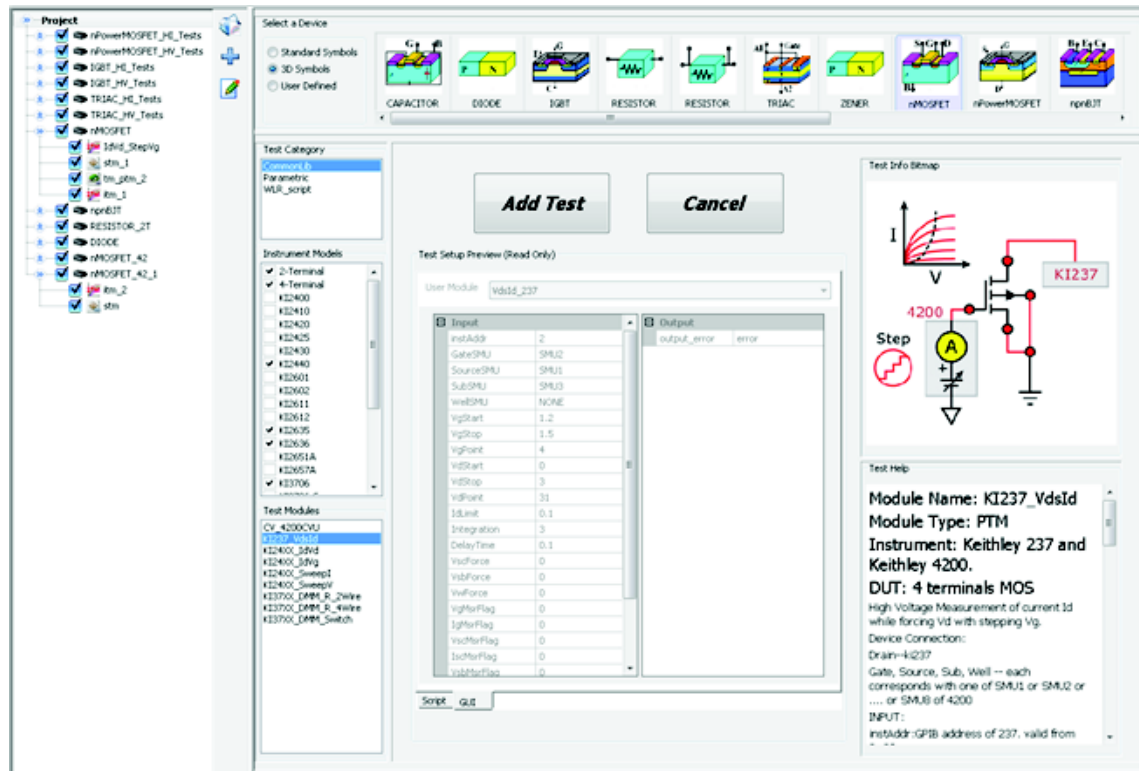 Project
nPowerMOSFET_HI_Tests
nPowerMOSFET_HV_Tests
IGBT_HI_Tests
IGBT_HV_Tests
TRIAC_HI_Tests
TRIAC_HV_Tests
nMOSFET
IdVd_StepVg
stm_1
tm_ptm_2
itm_1
npnBJT
RESISTOR_2T
DIODE
nMOSFET_42
nMOSFET_42_1
itm_2
stm
Select a Device
Standard Symbols
3D Symbols
User Defined
CAPACITOR
DIODE
IGBT
RESISTOR
RESISTOR
TRIAC
ZENER
nMOSFET
nPowerMOSFET
npnBJT
Test Category
CommonLib
Parametric
WLR_script
Instrument Models
2-Terminal
4-Terminal
KI2400
KI2410
KI2420
KI2425
KI2430
KI2440
KI2601
KI2602
KI2611
KI2612
KI2635
KI2636
KI2651A
KI2657A
KI3706
Test Modules
CV_4200CVU
KI237_VdsId
KI24XX_IdVd
KI24XX_IdVg
KI24XX_SweepI
KI24XX_SweepV
KI37XX_DMM_R_2Wire
KI37XX_DMM_R_4Wire
KI37XX_DMM_Switch
Add Test
Cancel
Test Setup Preview (Read Only)
User Module VdsId_237
Input
instAddr 2
GateSMU SMU2
SourceSMU SMU1
SubSMU SMU3
WellSMU NONE
VgStart 1.2
VgStop 1.5
VgPoint 4
VdStart 0
VdStop 3
VdPoint 31
IdLimit 0.1
Integration 3
DelayTime 0.1
VscForce 0
VsbForce 0
VwForce 0
VgMsrFlag 0
IgMsrFlag 0
VscMsrFlag 0
IscMsrFlag 0
VsbMsrFlag 0
Output
output_error error
Script GUI
Test Info Bitmap
I
V
KI237
4200
Step
A
Test Help
Module Name: KI237_VdsId
Module Type: PTM
Instrument: Keithley 237 and
Keithley 4200.
DUT: 4 terminals MOS
High Voltage Measurement of current Id
while forcing Vd with stepping Vg.
Device Connection:
Drain--ki237
Gate, Source, Sub, Well -- each
corresponds with one of SMU1 or SMU2 or
.... or SMU8 of 4200
INPUT:
instAddr:GPIB address of 237. valid from